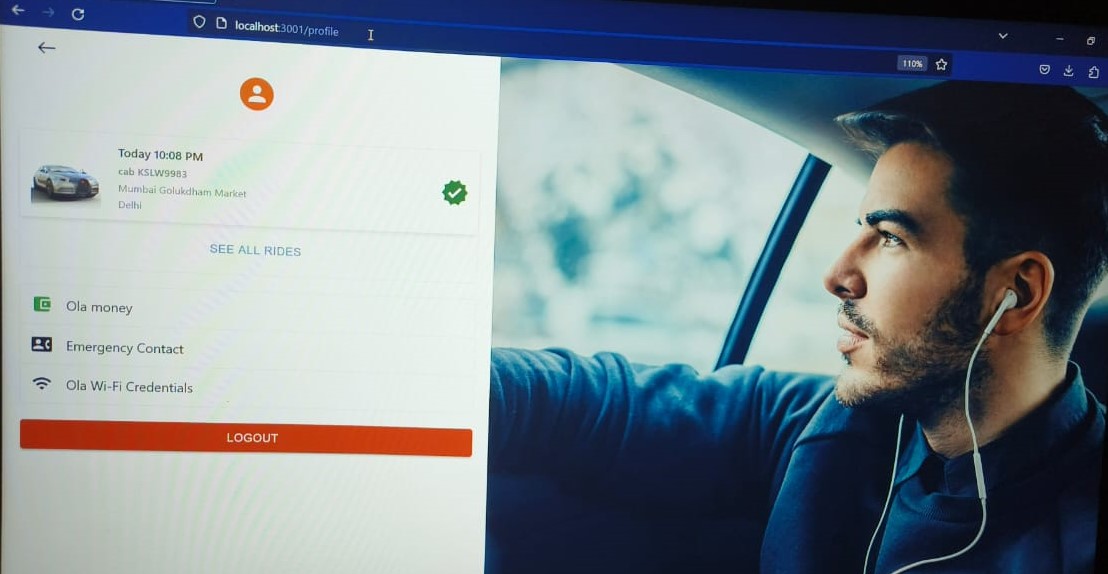 localhost:3001/profile
110%
Today 10:08 PM
cab KSLW9983
Mumbai Golukdham Market
Delhi
SEE ALL RIDES
Ola money
Emergency Contact
Ola Wi-Fi Credentials
LOGOUT